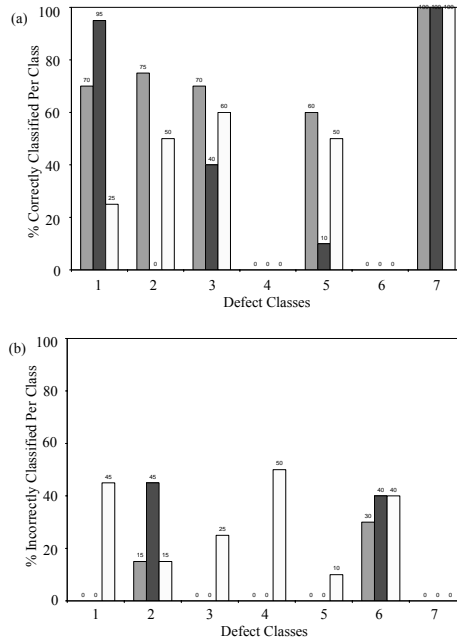 (a)
% Correctly Classified Per Class
100
80
60
40
20
0
70 95 25
75 0 50
70 40 60
0 0 0
60 10 50
0 0 0
100 100 100
1 2 3 4 5 6 7
Defect Classes
(b)
% Incorrectly Classified Per Class
100
80
60
40
20
0
0 0 45
15 45 15
0 0 25
0 0 50
0 0 10
30 40 40
0 0 0
1 2 3 4 5 6 7
Defect Classes